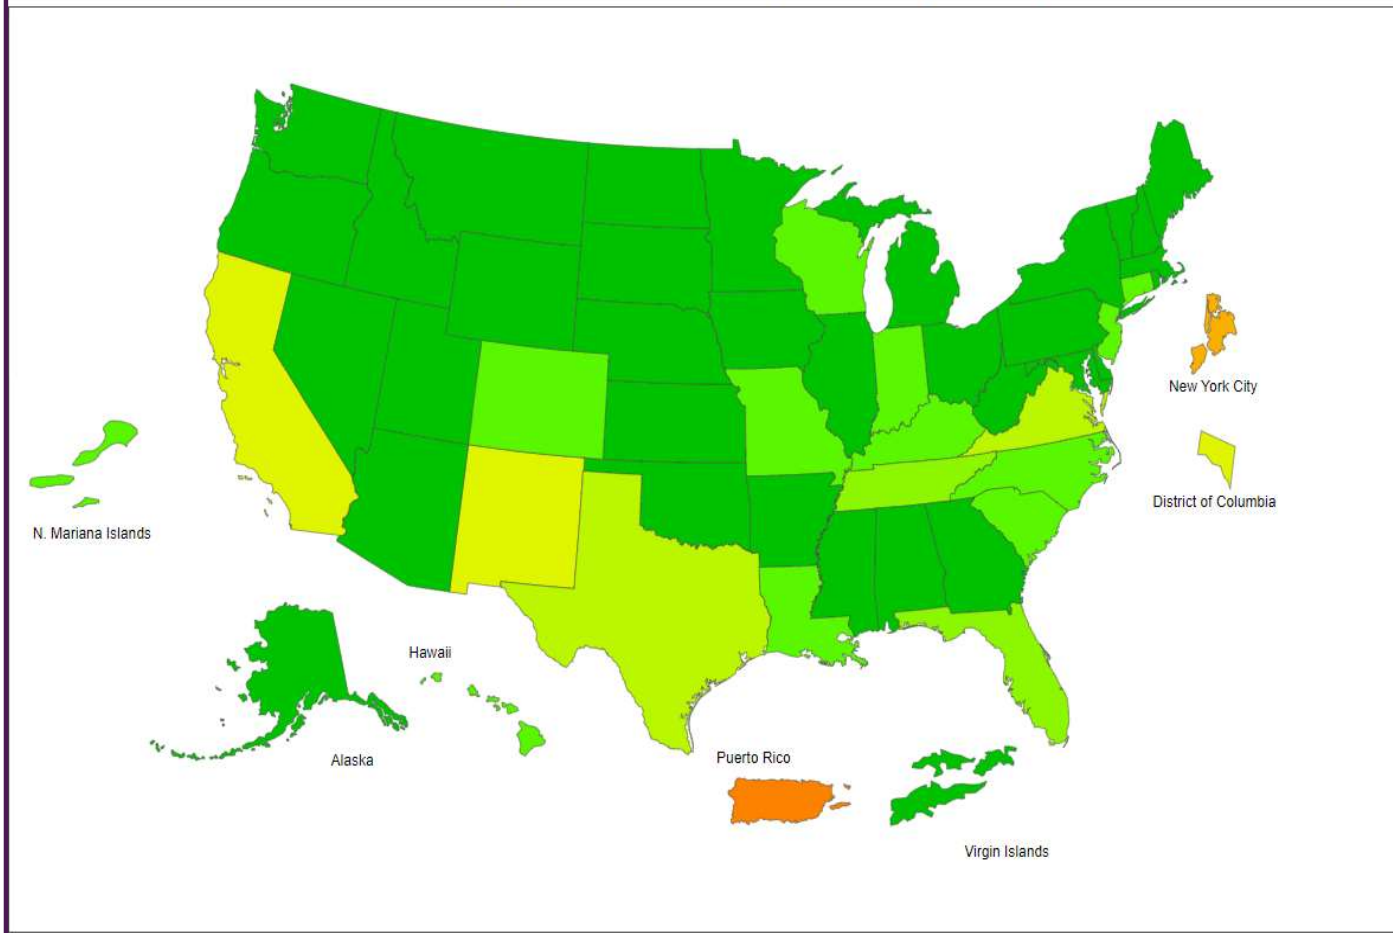 New York City
District of Columbia
N. Mariana Islands
Hawaii
Alaska
Puerto Rico
Virgin Islands